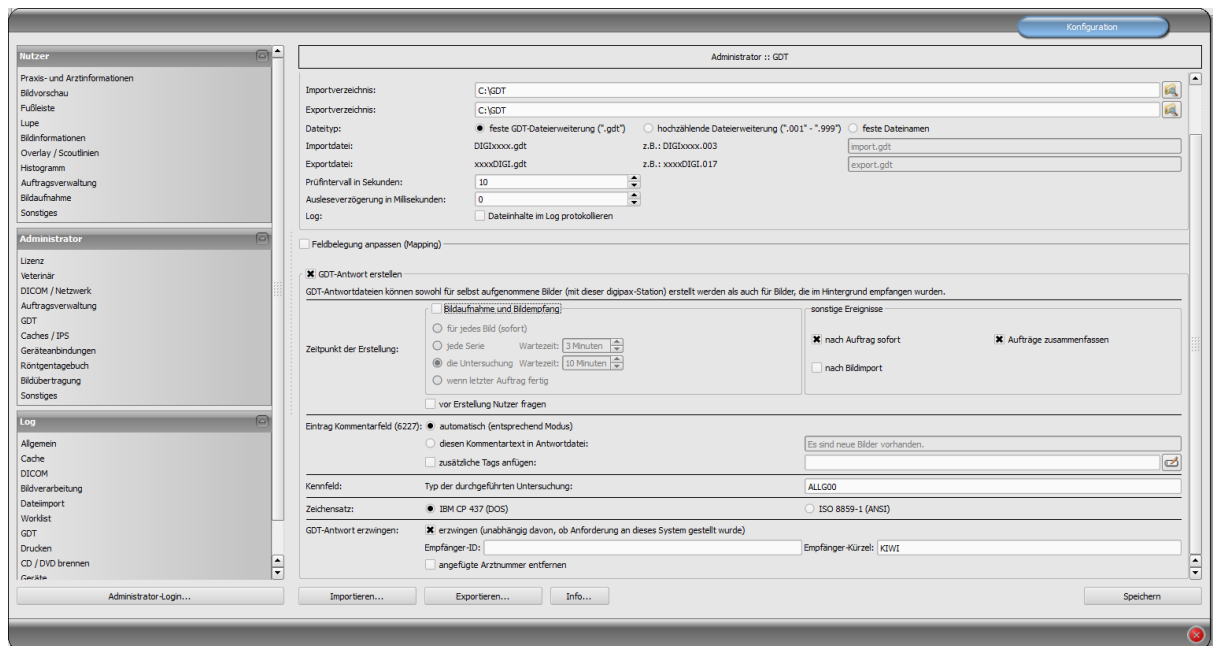 Konfiguration
Nutzer
Praxis- und Arztinformationen
Bildvorschau
Fußleiste
Lupe
Bildinformationen
Overlay / Scoutlinien
Histogramm
Auftragsverwaltung
Bildaufnahme
Sonstiges
Administrator
Lizenz
Veterinär
DICOM / Netzwerk
Auftragsverwaltung
GDT
Caches / IPS
Geräteanbindungen
Röntgentagebuch
Bildübertragung
Sonstiges
Log
Allgemein
Cache
DICOM
Bildverarbeitung
Dateiimport
Worklist
GDT
Drucken
CD / DVD brennen
Geräte
Administrator-Login...
Administrator :: GDT
Importverzeichnis: C:\GDT
Exportverzeichnis: C:\GDT
Dateityp: feste GDT-Dateierweiterung (".gdt") hochzählende Dateierweiterung (".001" - ".999") feste Dateinamen
Importdatei: DIGIxxxx.gdt z.B.: DIGIxxxx.003 import.gdt
Exportdatei: xxxxDIGI.gdt z.B.: xxxxDIGI.017 export.gdt
Prüfintervall in Sekunden: 10
Ausleseverzögerung in Millisekunden: 0
Log: Dateiinhalte im Log protokollieren
Feldbelegung anpassen (Mapping)
GDT-Antwort erstellen
GDT-Antwortdateien können sowohl für selbst aufgenommene Bilder (mit dieser digipax-Station) erstellt werden als auch für Bilder, die im Hintergrund empfangen wurden.
Zeitpunkt der Erstellung:
Bildaufnahme und Bildempfang
für jedes Bild (sofort)
jede Serie Wartezeit: 3 Minuten
die Untersuchung Wartezeit: 10 Minuten
wenn letzter Auftrag fertig
sonstige Ereignisse
nach Auftrag sofort Aufträge zusammenfassen
nach Bildimport
vor Erstellung Nutzer fragen
Eintrag Kommentarfeld (6227): automatisch (entsprechend Modus)
diesen Kommentartext in Antwortdatei: Es sind neue Bilder vorhanden.
zusätzliche Tags anfügen:
Kennfeld: Typ der durchgeführten Untersuchung: ALLG00
Zeichensatz: IBM CP 437 (DOS) ISO 8859-1 (ANSI)
GDT-Antwort erzwingen: erzwingen (unabhängig davon, ob Anforderung an dieses System gestellt wurde)
Empfänger-ID: Empfänger-Kürzel: KIWI
angefügte Arztnummer entfernen
Importieren... Exportieren... Info... Speichern